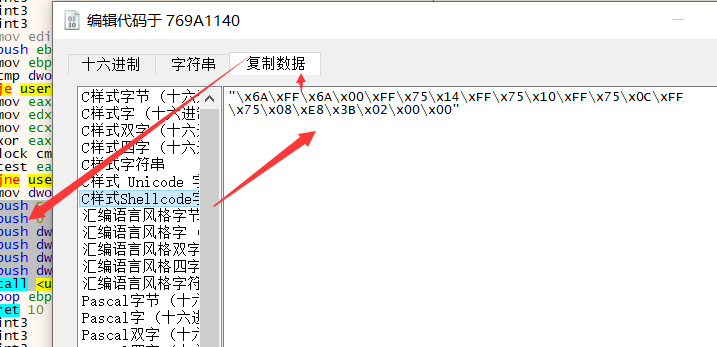 编辑代码于 769A1140
十六进制
字符串
复制数据
int3
int3
mov edi
push eb
mov ebp
cmp dwo
je user
mov eax
mov edx
mov ecx
xor eax
lock cm
test ea
jne use
mov dwo
push
push 0
push dw
push dw
push dw
push dw
call <u
pop ebp
ret 10
int3
int3
C样式字节 (十六
C样式字 (十六进
C样式双字 (十六
C样式四字 (十六
C样式字符串
C样式 Unicode 字
C样式Shellcode字
汇编语言风格字节
汇编语言风格字 (
汇编语言风格双字
汇编语言风格四字
汇编语言风格字符
Pascal字节 (十六
Pascal字 (十六进
Pascal双字 (十六
"\x6A\xFF\x6A\x00\xFF\x75\x14\xFF\x75\x10\xFF\x75\x0C\xFF
\x75\x08\xE8\x3B\x02\x00\x00"